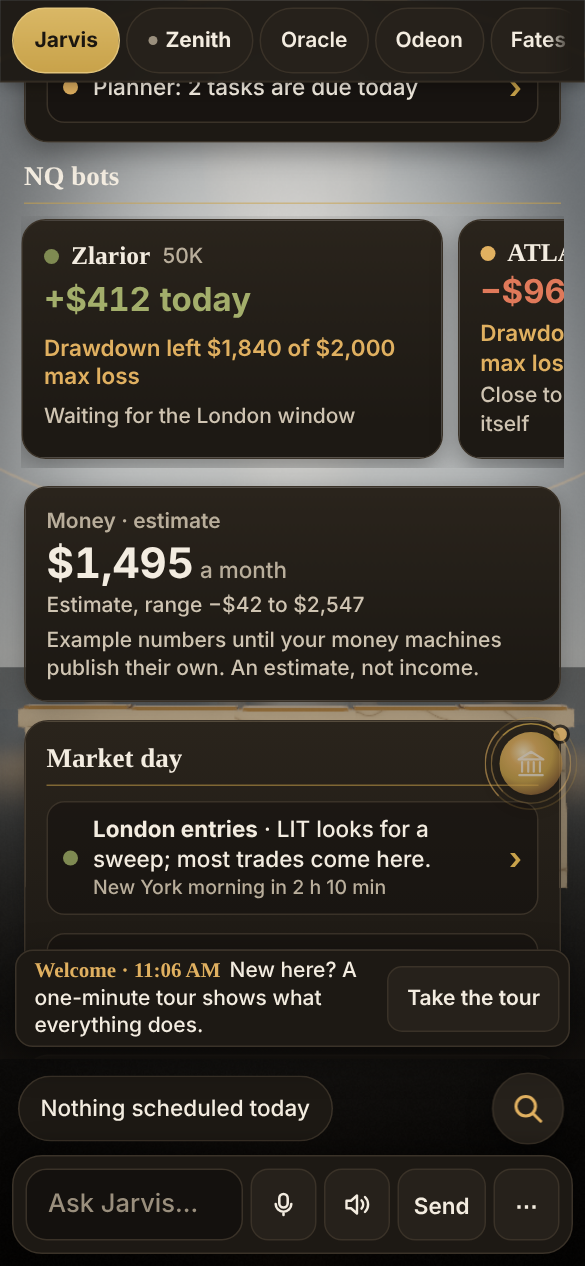 Jarvis
Zenith
Oracle
Odeon
Fates
Planner: 2 tasks are due today
NQ bots
Zlarior 50K
+$412 today
Drawdown left $1,840 of $2,000
max loss
Waiting for the London window
−$96
max los
Close to
itself
Money · estimate
$1,495 a month
Estimate, range −$42 to $2,547
Example numbers until your money machines
publish their own. An estimate, not income.
Market day
London entries · LIT looks for a
sweep; most trades come here.
New York morning in 2 h 10 min
Welcome · 11:06 AM New here? A
one-minute tour shows what
everything does.
Take the tour
Nothing scheduled today
Ask Jarvis...
Send
...